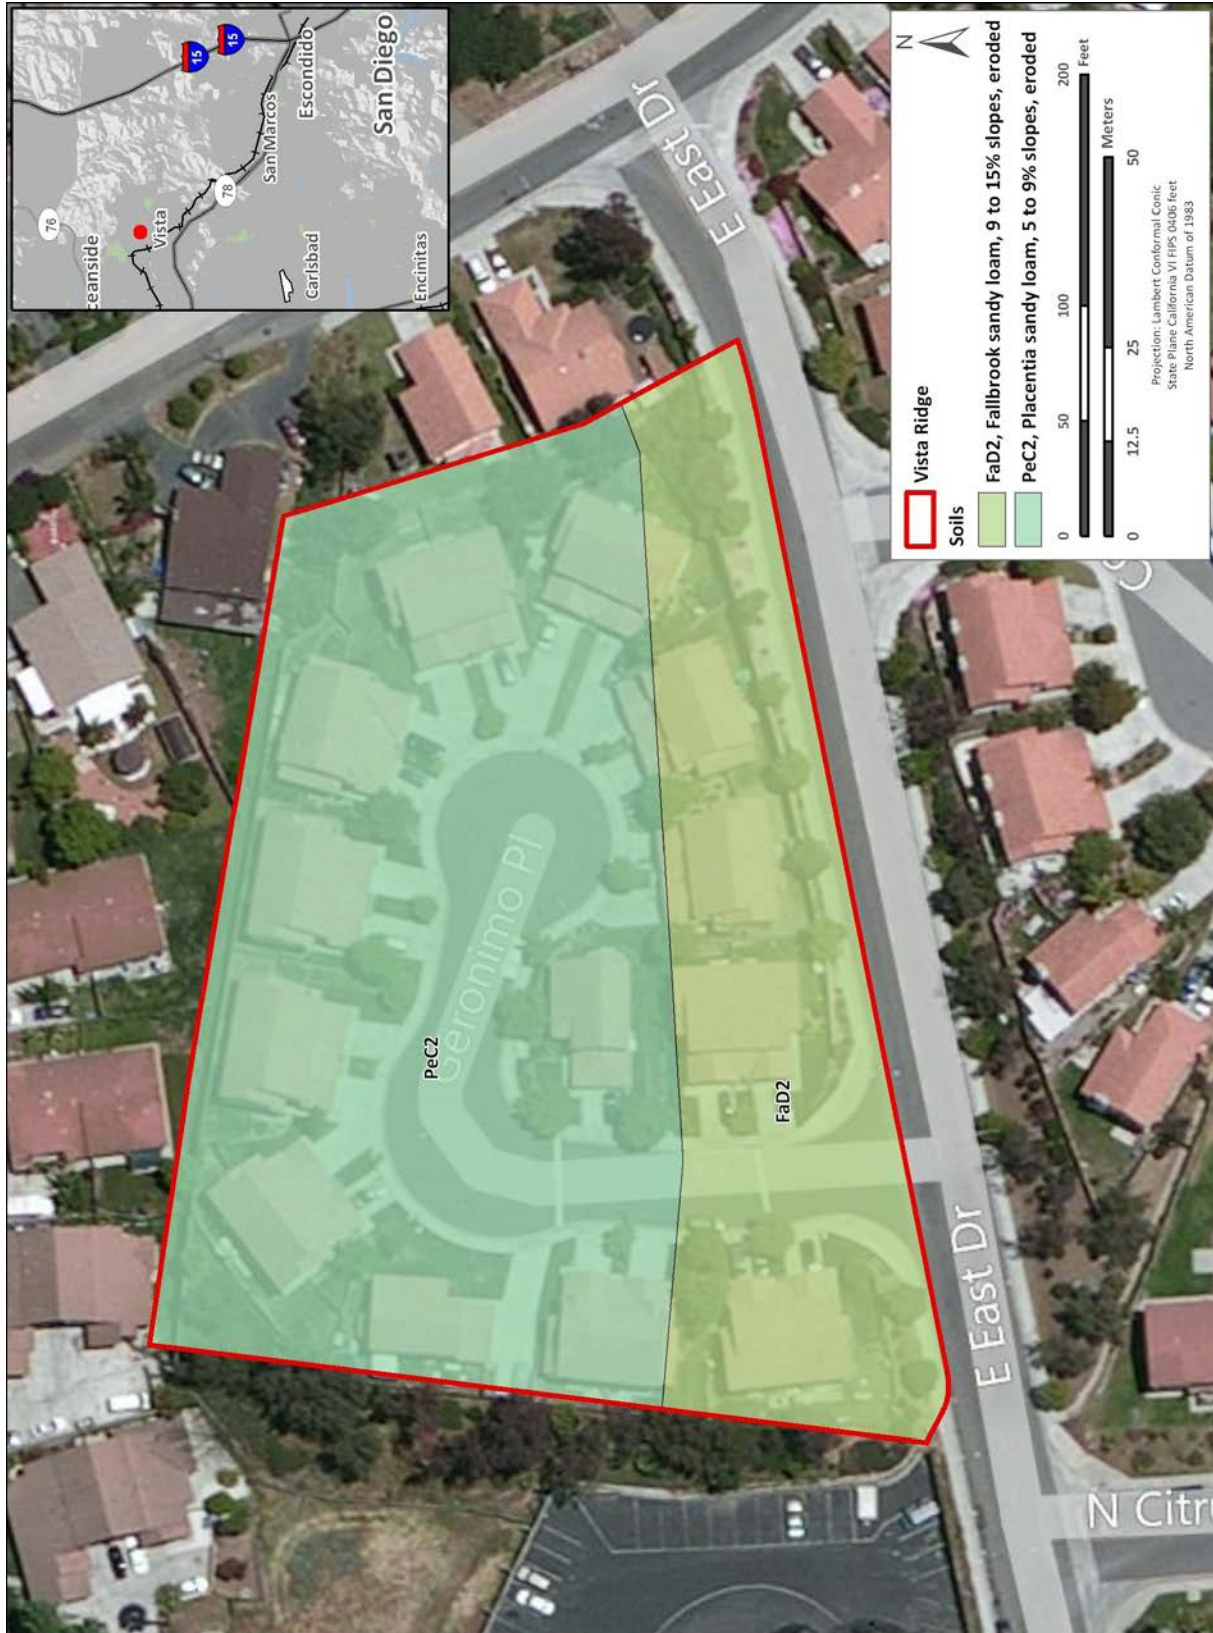 76
ceanside
Vista
78
San Marcos
15
15
Escondido
Carlsbad
Encinitas
San Diego
E East Dr
PeC2
Geronimo Pl
FaD2
E East Dr
N Citr
N
Vista Ridge
Soils
FaD2, Fallbrook sandy loam, 9 to 15% slopes, eroded
PeC2, Placentia sandy loam, 5 to 9% slopes, eroded
0 50 100 200
Feet
0 12.5 25 50
Meters
Projection: Lambert Conformal Conic
State Plane California VI FIPS 0406 feet
North American Datum of 1983